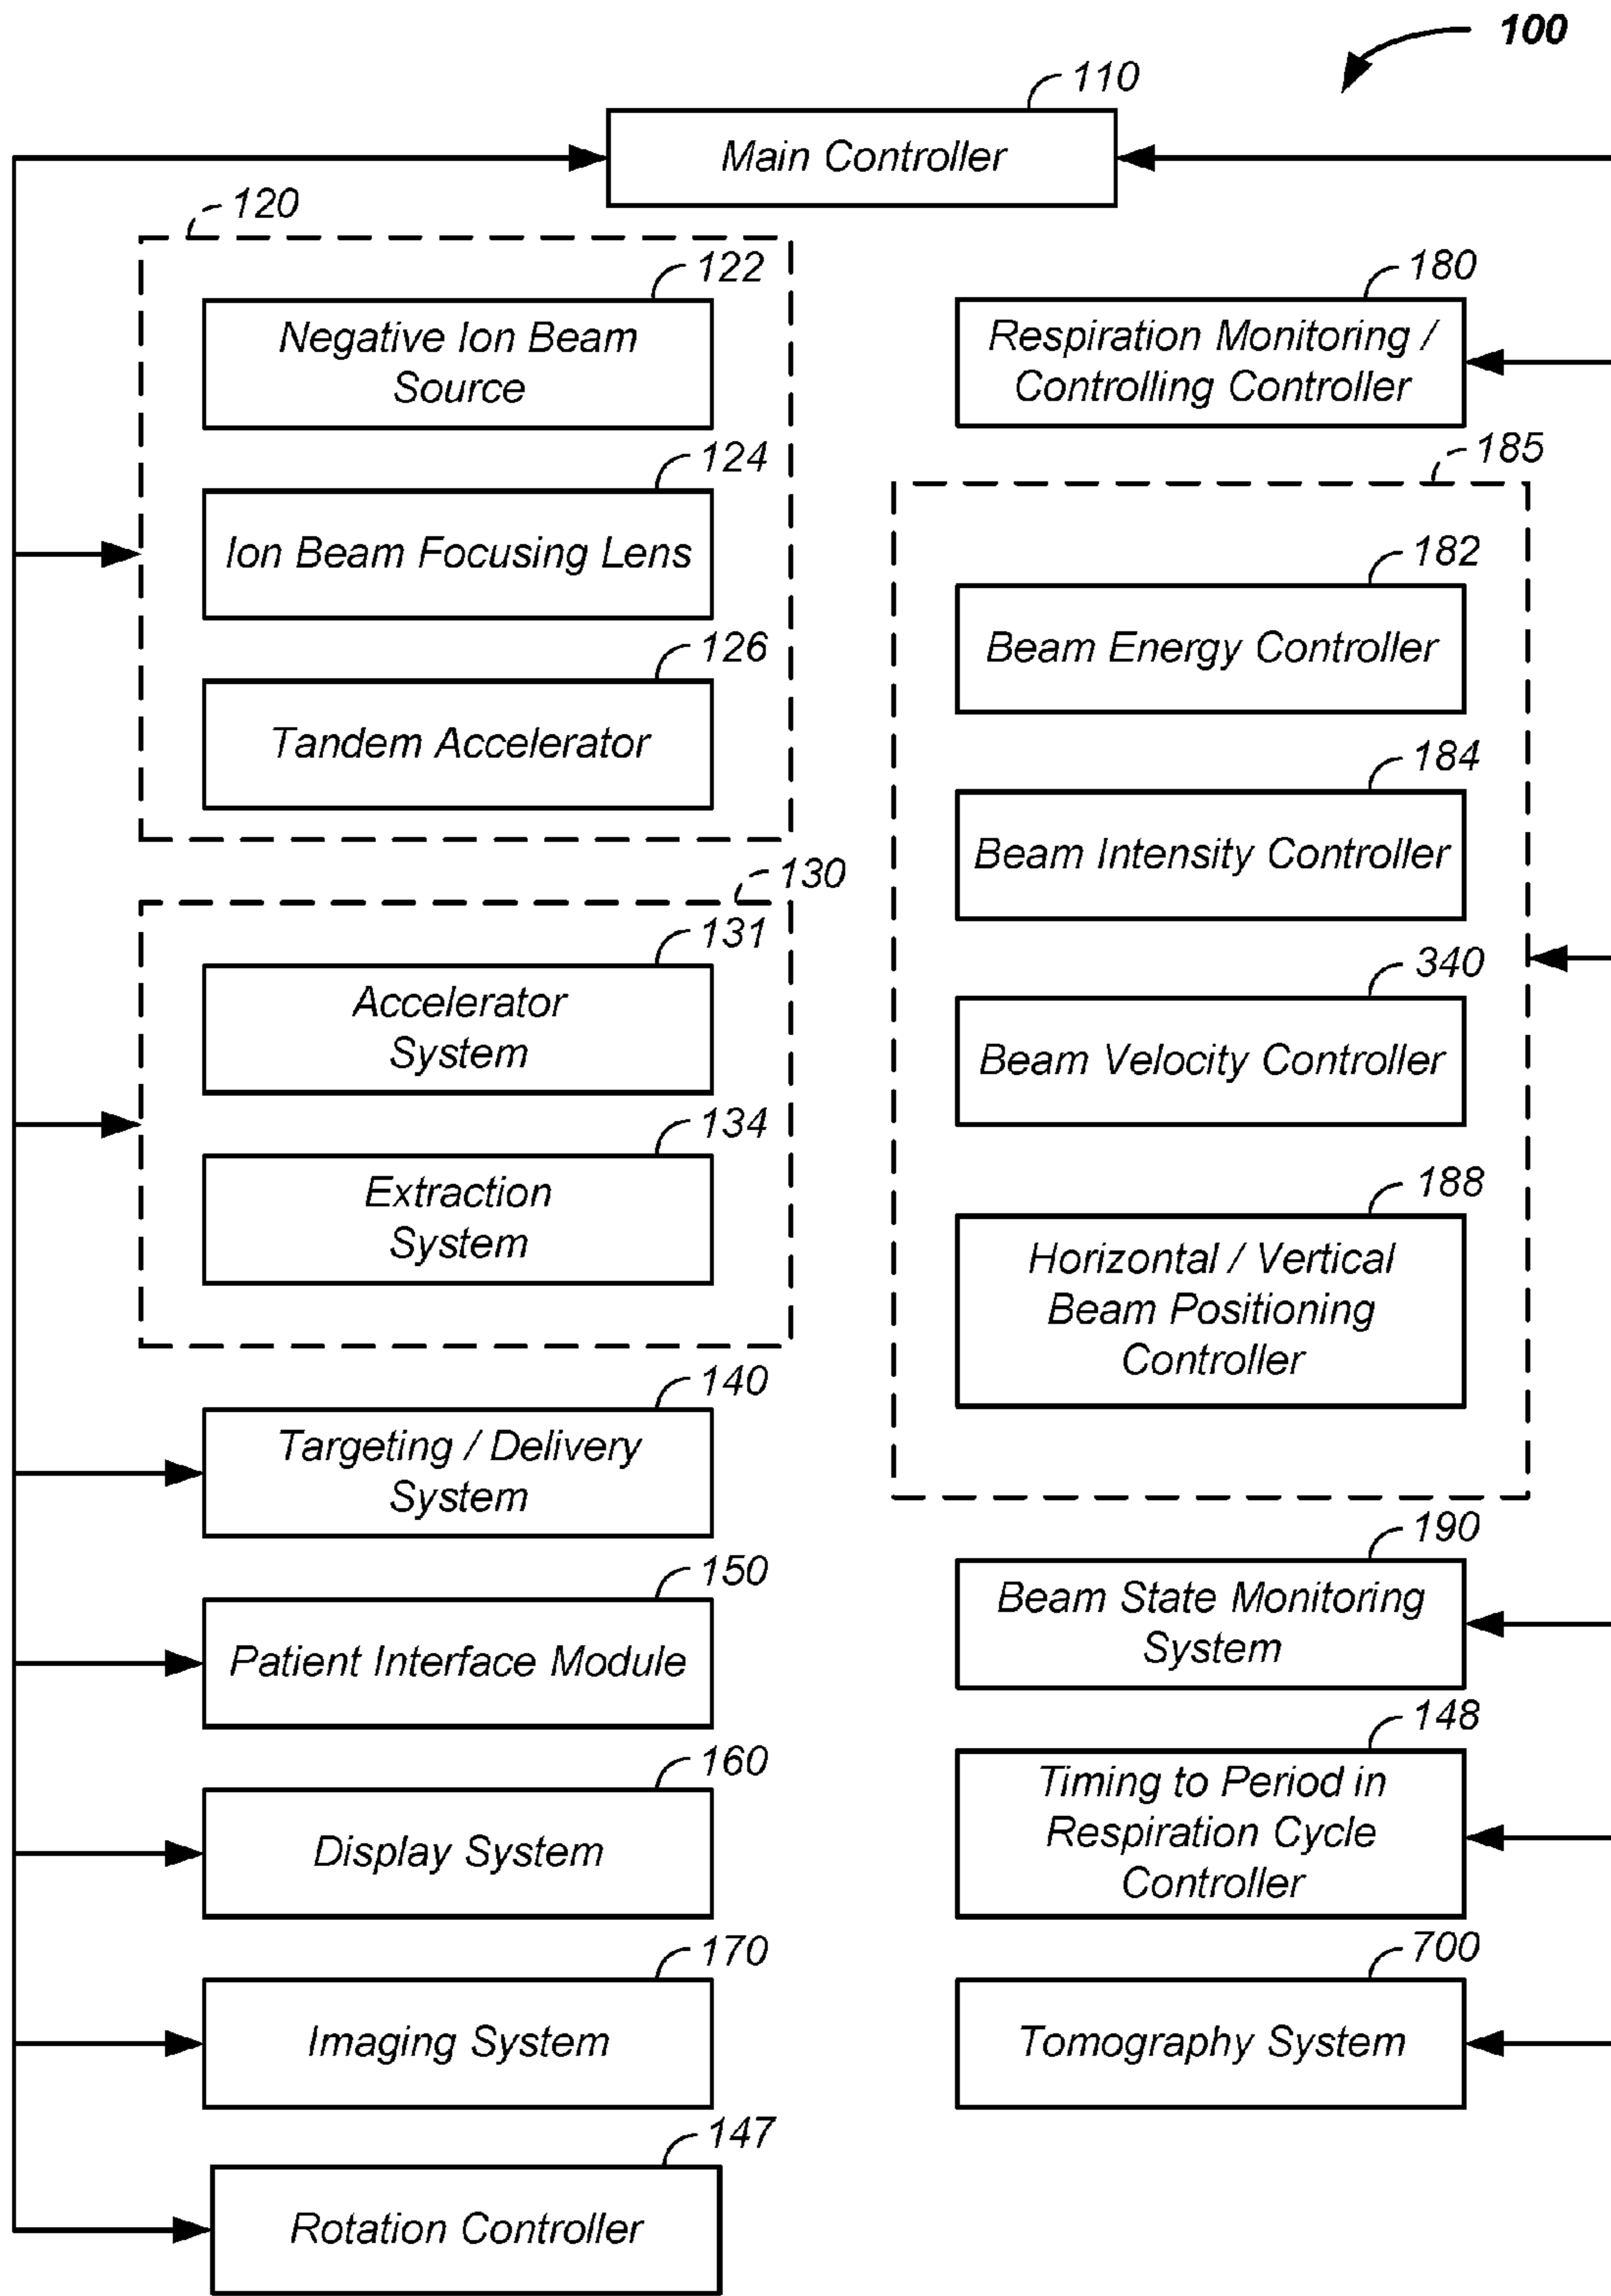 100
110
Main Controller
120
122
Negative Ion Beam
Source
124
Ion Beam Focusing Lens
126
Tandem Accelerator
130
131
Accelerator
System
134
Extraction
System
140
Targeting / Delivery
System
150
Patient Interface Module
160
Display System
170
Imaging System
147
Rotation Controller
180
Respiration Monitoring /
Controlling Controller
185
182
Beam Energy Controller
184
Beam Intensity Controller
340
Beam Velocity Controller
188
Horizontal / Vertical
Beam Positioning
Controller
190
Beam State Monitoring
System
148
Timing to Period in
Respiration Cycle
Controller
700
Tomography System